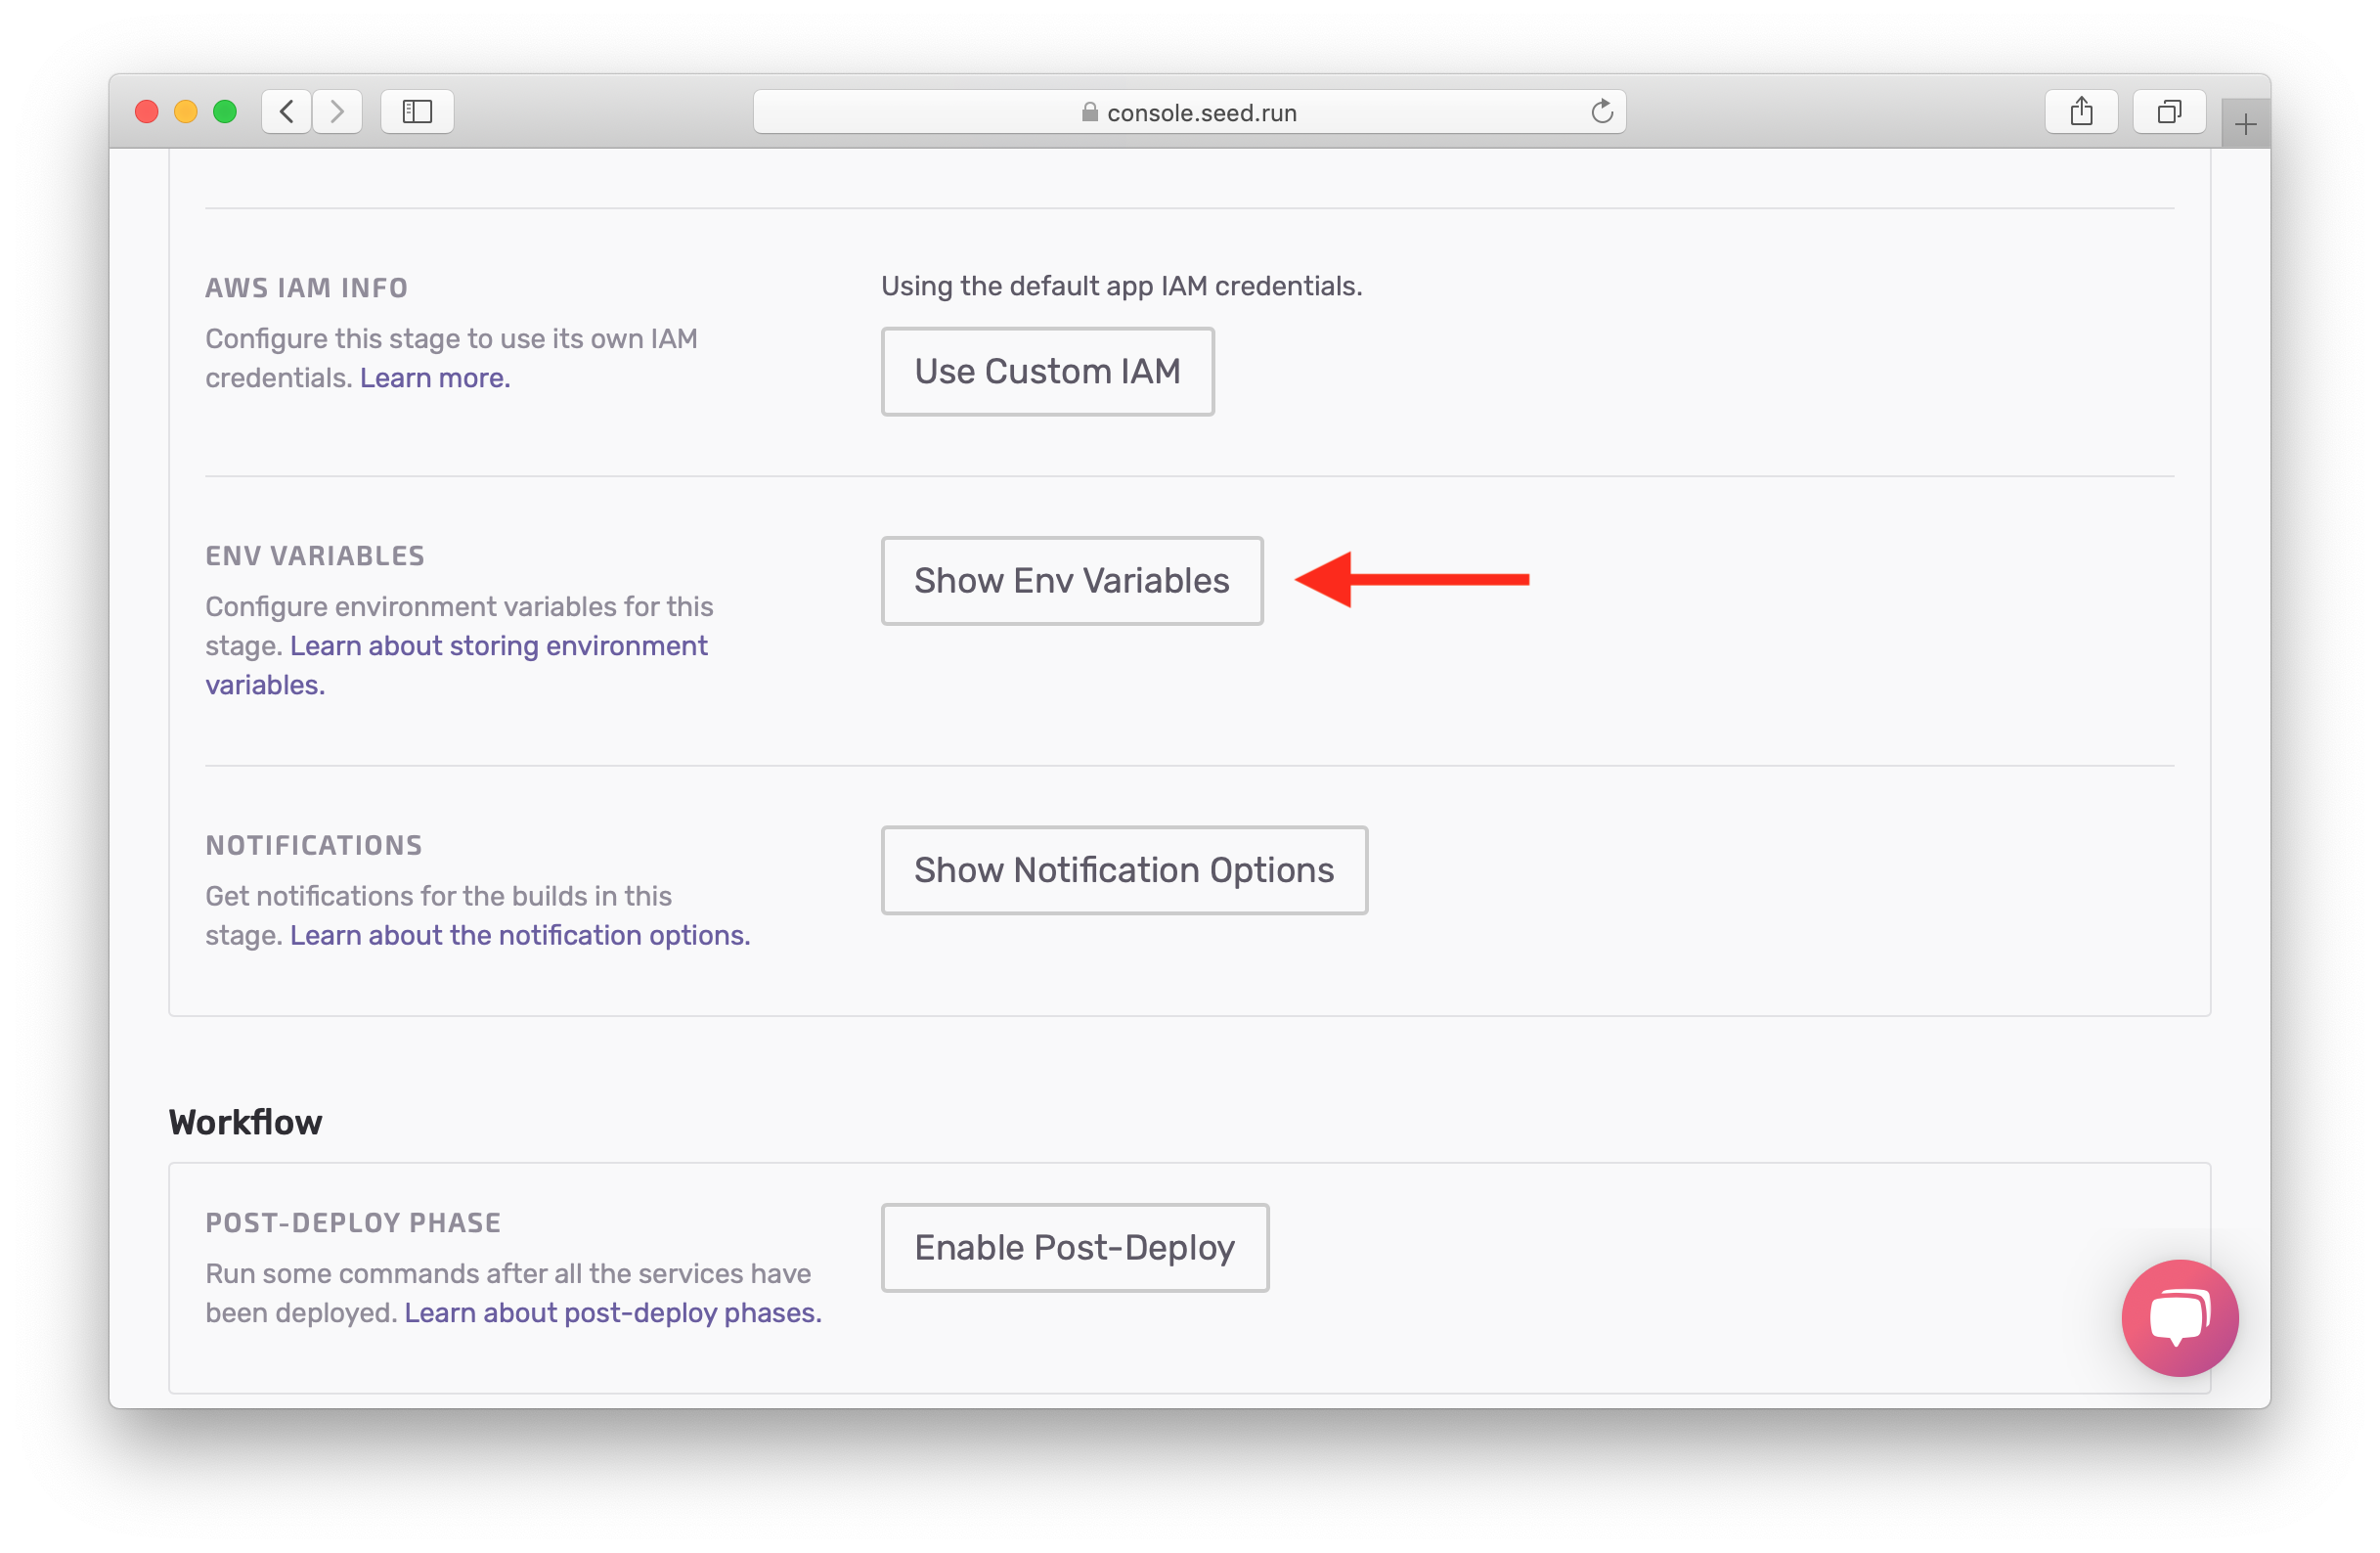 console.seed.run
AWS IAM INFO
Configure this stage to use its own IAM
credentials. Learn more.
Using the default app IAM credentials.
Use Custom IAM
ENV VARIABLES
Configure environment variables for this
stage. Learn about storing environment
variables.
Show Env Variables
NOTIFICATIONS
Get notifications for the builds in this
stage. Learn about the notification options.
Show Notification Options
Workflow
POST-DEPLOY PHASE
Run some commands after all the services have
been deployed. Learn about post-deploy phases.
Enable Post-Deploy